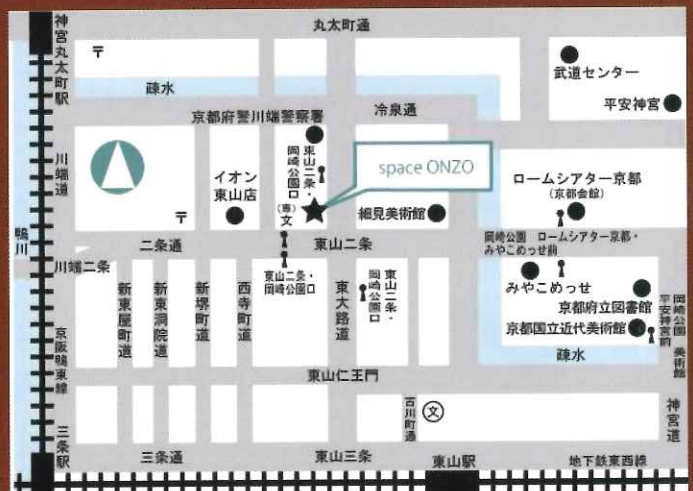 丸太町通
神宮丸太町駅
〒
武道センター
疎水
平安神宮
冷泉通
京都府警川端警察署
川端通
東山二条・
岡崎公園口
space ONZO
イオン
東山店
ロームシアター京都
(京都会館)
〒
(専)
文
細見美術館
鴨川
岡崎公園 ロームシアター京都・
みやこめっせ前
二条通
東山二条
川端二条
東山二条・
岡崎公園口
東山二条・
岡崎公園口
みやこめっせ
新東屋町道
新東洞院道
新堺町道
西寺町道
東大路道
京都府立図書館
岡崎公園 美術館
平安神宮前
京都国立近代美術館
京阪鴨東線
疎水
東山仁王門
古川町通
文
神宮道
三条駅
三条通
東山三条
東山駅
地下鉄東西線